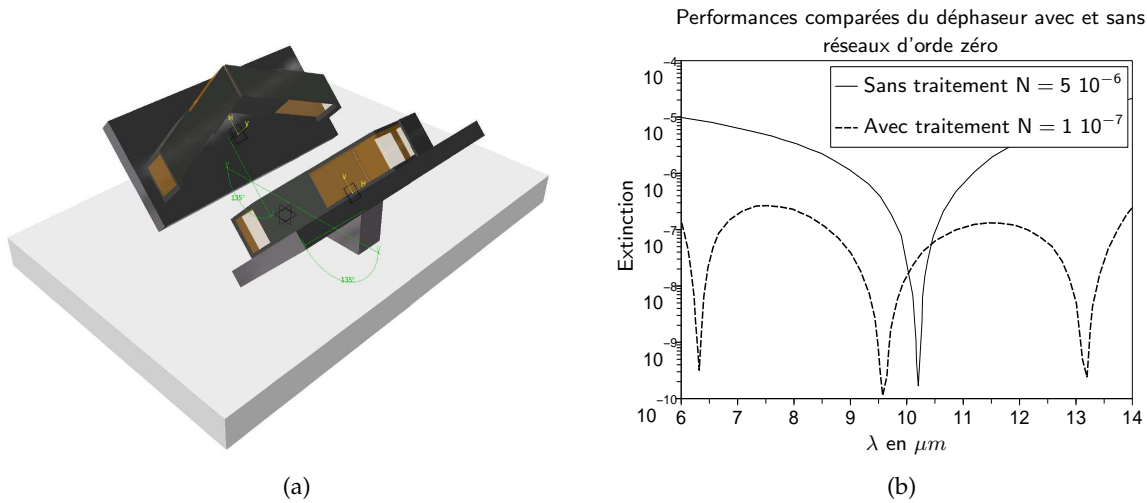 Performances comparées du déphaseur avec et sans
réseaux d'orde zéro
Sans traitement N = 5 10⁻⁶
Avec traitement N = 1 10⁻⁷
Extinction
10⁻⁴
10⁻⁵
10⁻⁶
10⁻⁷
10⁻⁸
10⁻⁹
10⁻¹⁰
6 7 8 9 10 11 12 13 14
λ en μm
H
y
135°
y
H
135°
(a)
(b)